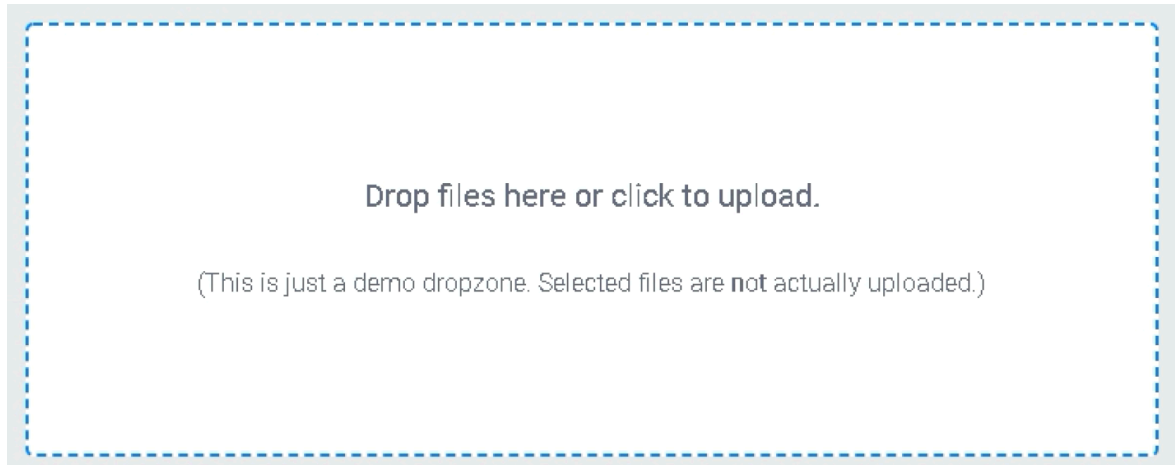 Drop files here or click to upload.
(This is just a demo dropzone. Selected files are not actually uploaded.)